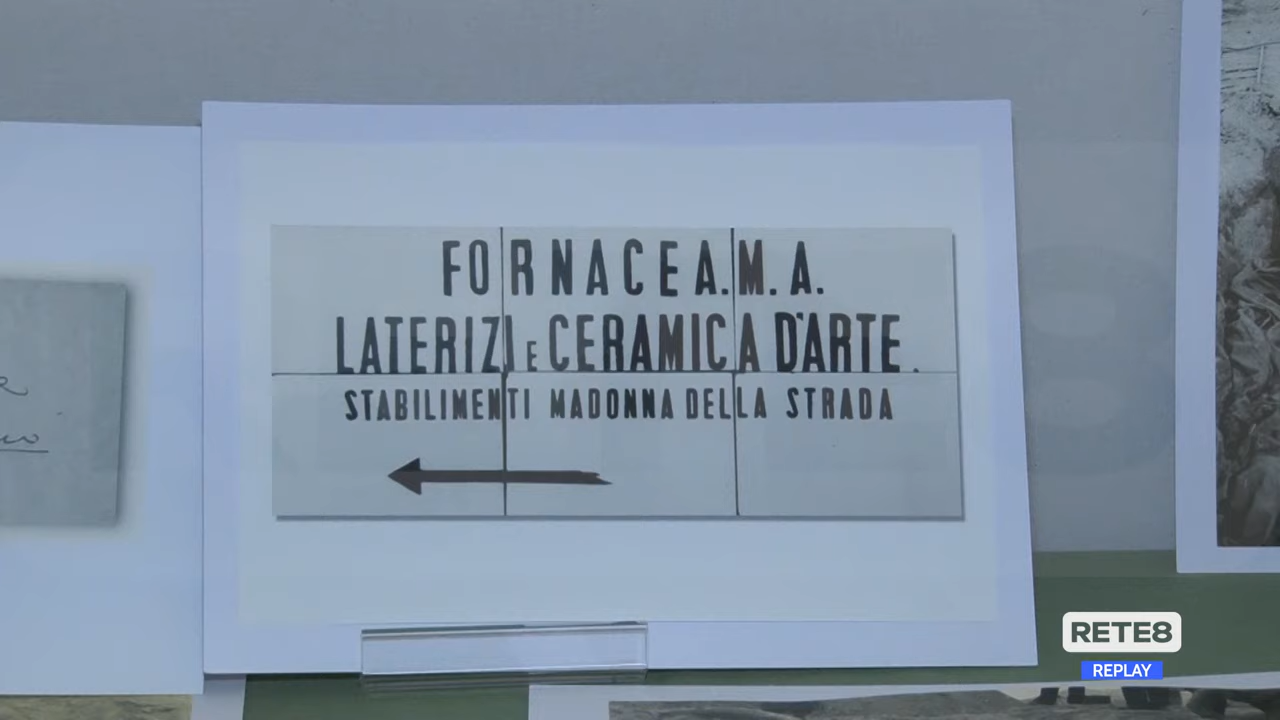 FORNACE A.M.A.
LATERIZI E CERAMICA D'ARTE.
STABILIMENTI MADONNA DELLA STRADA
RETE8
REPLAY